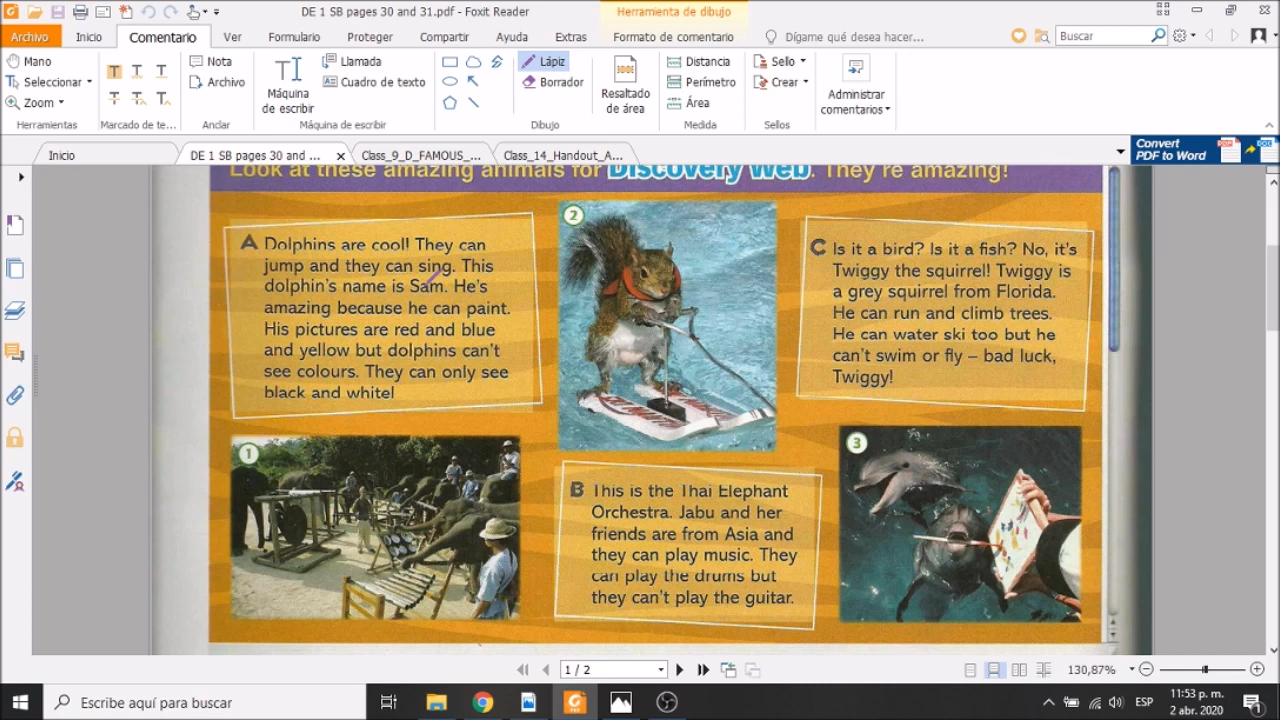 DE 1 SB pages 30 and 31.pdf - Foxit Reader
Herramienta de dibujo
Archivo
Inicio
Comentario
Ver
Formulario
Proteger
Compartir
Ayuda
Extras
Formato de comentario
Dígame qué desea hacer...
Buscar
Mano
Seleccionar
Zoom
Herramientas
T T T
T T T
Marcado de te...
Nota
Archivo
Anclar
Máquina
de escribir
Llamada
Cuadro de texto
Máquina de escribir
Lápiz
Borrador
Dibujo
Resaltado
de área
Distancia
Perímetro
Área
Medida
Sello
Crear
Sellos
Administrar
comentarios
Inicio
DE 1 SB pages 30 and ...
Class_9_D_FAMOUS_...
Class_14_Handout_A...
Convert
PDF to Word
Look at these amazing animals for Discovery Web. They're amazing!
A Dolphins are cool! They can
jump and they can sing. This
dolphin's name is Sam. He's
amazing because he can paint.
His pictures are red and blue
and yellow but dolphins can't
see colours. They can only see
black and white!
2
C Is it a bird? Is it a fish? No, it's
Twiggy the squirrel! Twiggy is
a grey squirrel from Florida.
He can run and climb trees.
He can water ski too but he
can't swim or fly – bad luck,
Twiggy!
1
B This is the Thai Elephant
Orchestra. Jabu and her
friends are from Asia and
they can play music. They
can play the drums but
they can't play the guitar.
3
1 / 2
130,87%
Escribe aquí para buscar
ESP
11:53 p. m.
2 abr. 2020
1